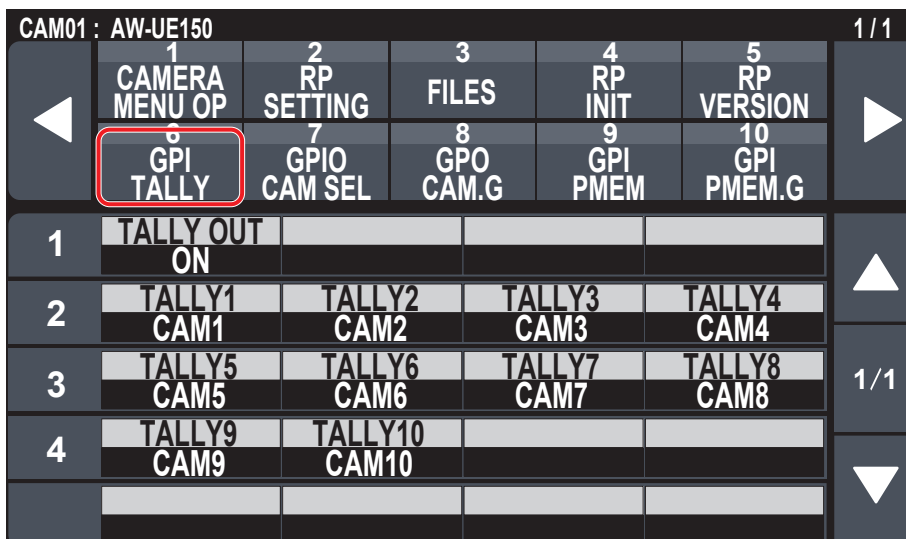 CAM01 : AW-UE150 1 / 1
1 2 3 4 5
CAMERA MENU OP RP SETTING FILES RP INIT RP VERSION
6 7 8 9 10
GPI TALLY GPIO CAM SEL GPO CAM.G GPI PMEM GPI PMEM.G
1 TALLY OUT
ON
2 TALLY1 TALLY2 TALLY3 TALLY4
CAM1 CAM2 CAM3 CAM4
3 TALLY5 TALLY6 TALLY7 TALLY8 1/1
CAM5 CAM6 CAM7 CAM8
4 TALLY9 TALLY10
CAM9 CAM10